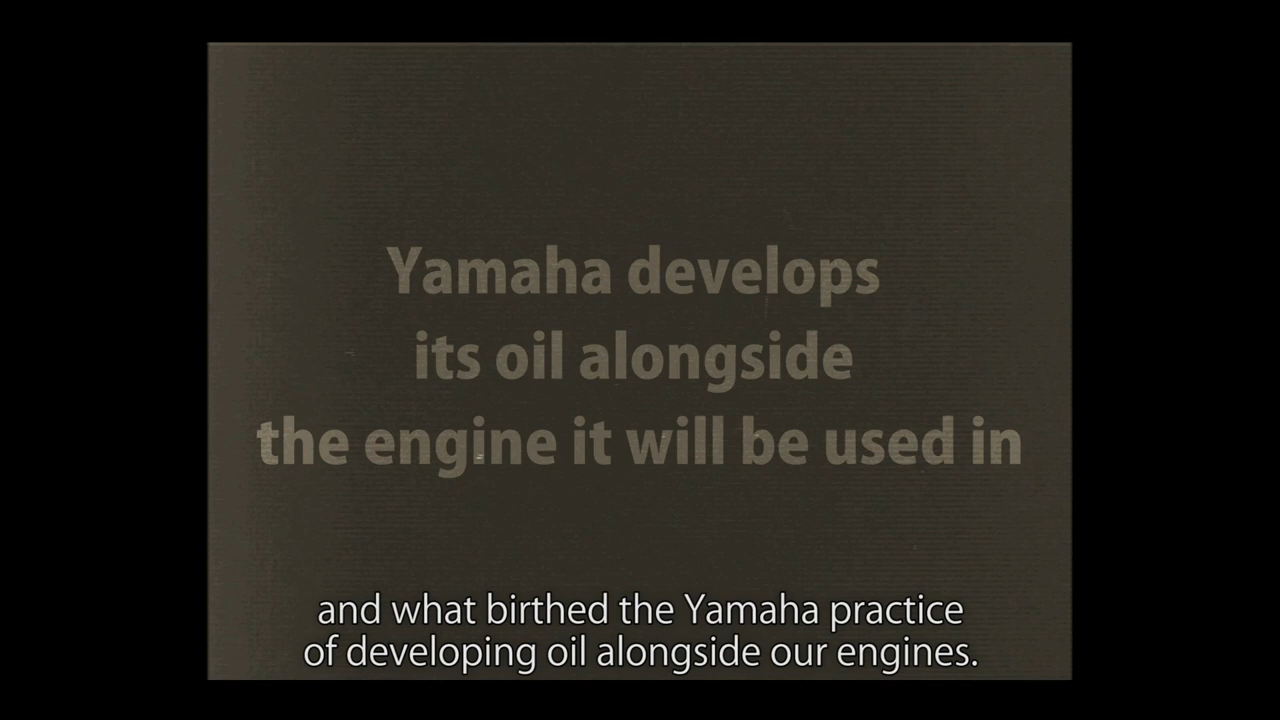 Yamaha develops
its oil alongside
the engine it will be used in
and what birthed the Yamaha practice
of developing oil alongside our engines.